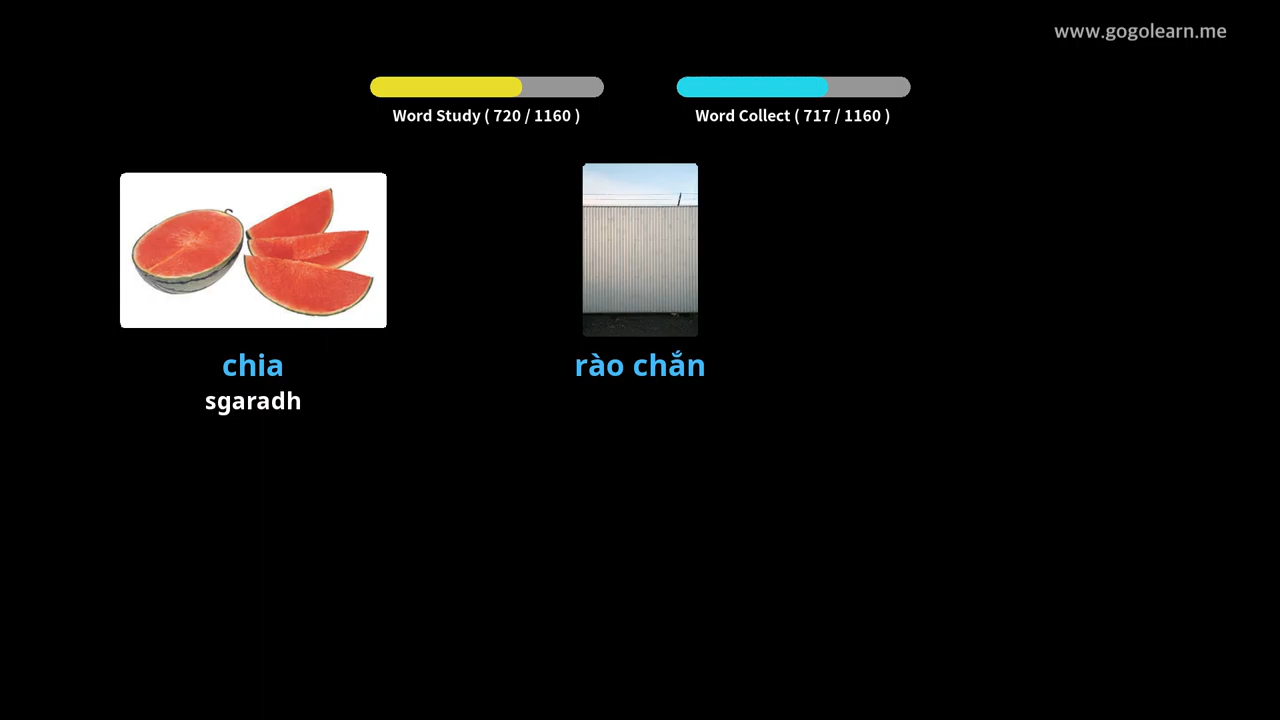 www.gogolearn.me
Word Study ( 720 / 1160 )
Word Collect ( 717 / 1160 )
chia
sgaradh
rào chắn